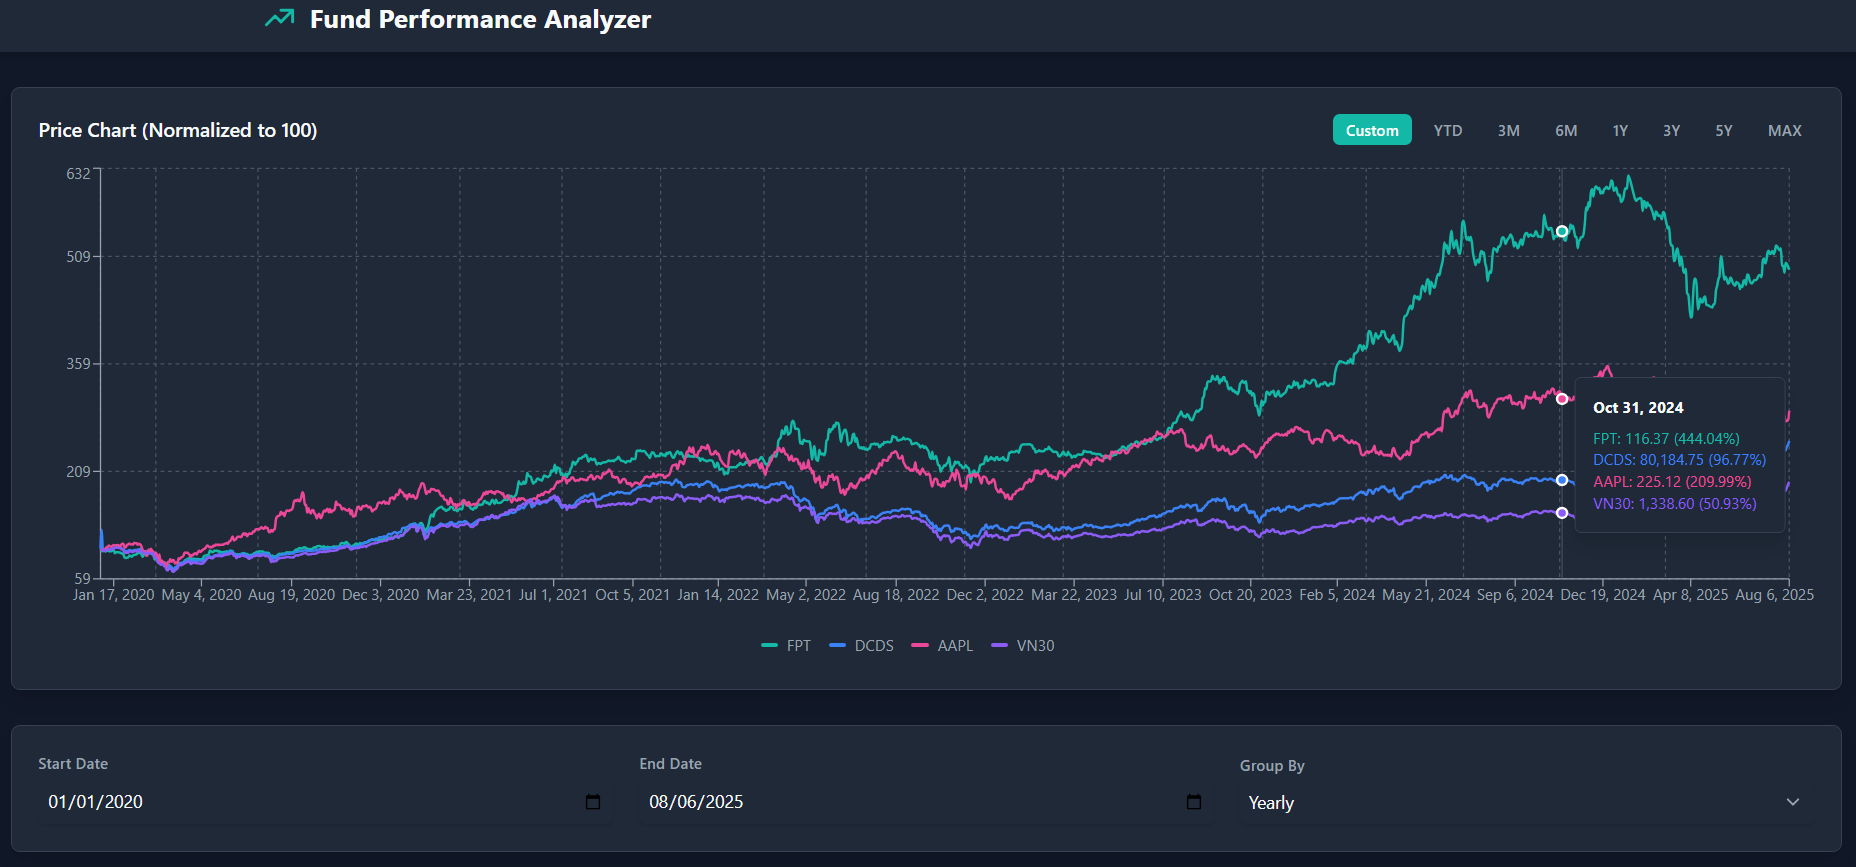 Fund Performance Analyzer
Price Chart (Normalized to 100)
Custom YTD 3M 6M 1Y 3Y 5Y MAX
632
509
359
209
59
Oct 31, 2024
FPT: 116.37 (444.04%)
DCDS: 80,184.75 (96.77%)
AAPL: 225.12 (209.99%)
VN30: 1,338.60 (50.93%)
Jan 17, 2020 May 4, 2020 Aug 19, 2020 Dec 3, 2020 Mar 23, 2021 Jul 1, 2021 Oct 5, 2021 Jan 14, 2022 May 2, 2022 Aug 18, 2022 Dec 2, 2022 Mar 22, 2023 Jul 10, 2023 Oct 20, 2023 Feb 5, 2024 May 21, 2024 Sep 6, 2024 Dec 19, 2024 Apr 8, 2025 Aug 6, 2025
FPT DCDS AAPL VN30
Start Date End Date Group By
01/01/2020 08/06/2025 Yearly